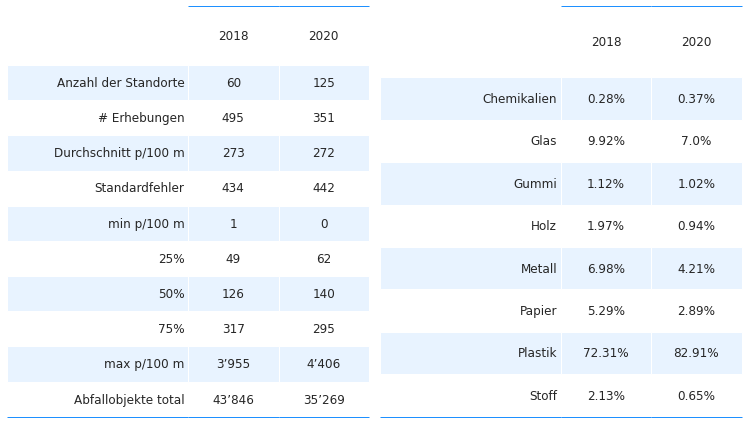 2018 2020
Anzahl der Standorte 60 125
# Erhebungen 495 351
Durchschnitt p/100 m 273 272
Standardfehler 434 442
min p/100 m 1 0
25% 49 62
50% 126 140
75% 317 295
max p/100 m 3’955 4’406
Abfallobjekte total 43’846 35’269
2018 2020
Chemikalien 0.28% 0.37%
Glas 9.92% 7.0%
Gummi 1.12% 1.02%
Holz 1.97% 0.94%
Metall 6.98% 4.21%
Papier 5.29% 2.89%
Plastik 72.31% 82.91%
Stoff 2.13% 0.65%